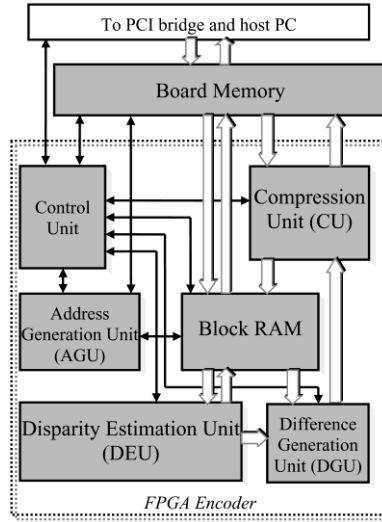 To PCI bridge and host PC
Board Memory
Control
Unit
Compression
Unit (CU)
Address
Generation Unit
(AGU)
Block RAM
Disparity Estimation Unit
(DEU)
Difference
Generation
Unit (DGU)
FPGA Encoder